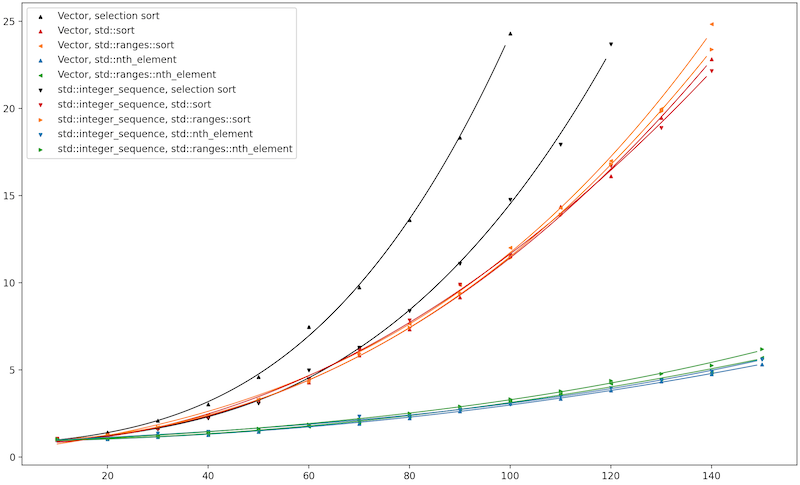 25
20
15
10
5
0
Vector, selection sort
Vector, std::sort
Vector, std::ranges::sort
Vector, std::nth_element
Vector, std::ranges::nth_element
std::integer_sequence, selection sort
std::integer_sequence, std::sort
std::integer_sequence, std::ranges::sort
std::integer_sequence, std::nth_element
std::integer_sequence, std::ranges::nth_element
20 40 60 80 100 120 140